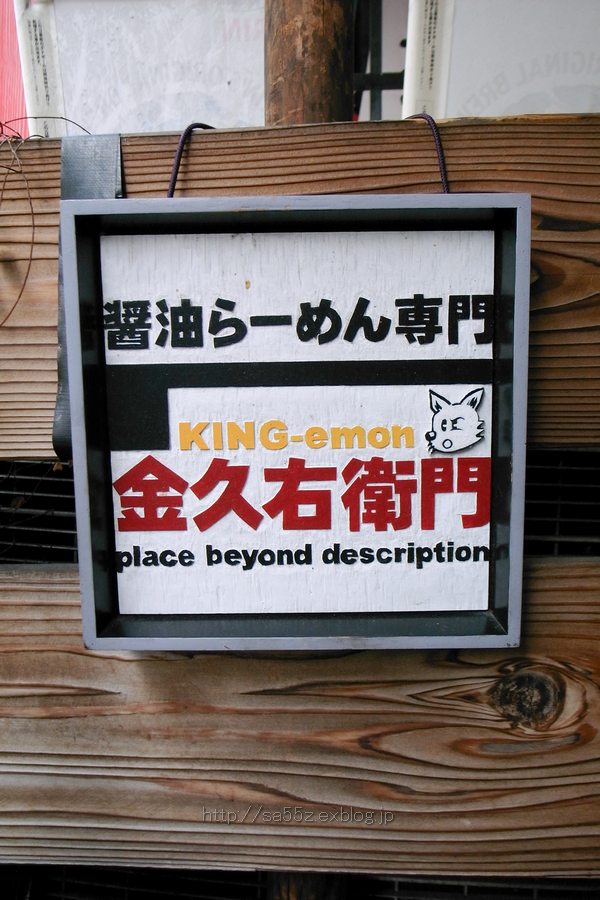 醤油らーめん専門
KING-emon
金久右衛門
place beyond description
http://sa55z.exblog.jp